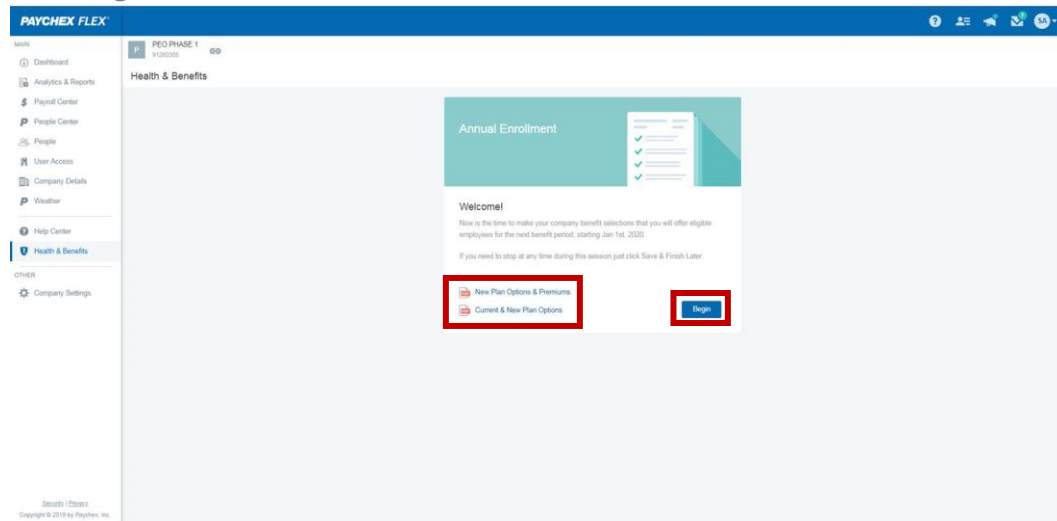 PAYCHEX FLEX
SA
MAIN
Dashboard
Analytics & Reports
Payroll Center
People Center
People
User Access
Company Details
Weather
Help Center
Health & Benefits
OTHER
Company Settings
Security | Privacy
Copyright © 2019 by Paychex, Inc
P
PEO PHASE 1
Health & Benefits
Annual Enrollment
Welcome!
Now is the time to make your company benefit selections that you will offer eligible
employees for the next benefit period, starting Jan 1st, 2020.
If you need to stop at any time during this session just click Save & Finish Later.
New Plan Options & Premiums
Current & New Plan Options
Begin